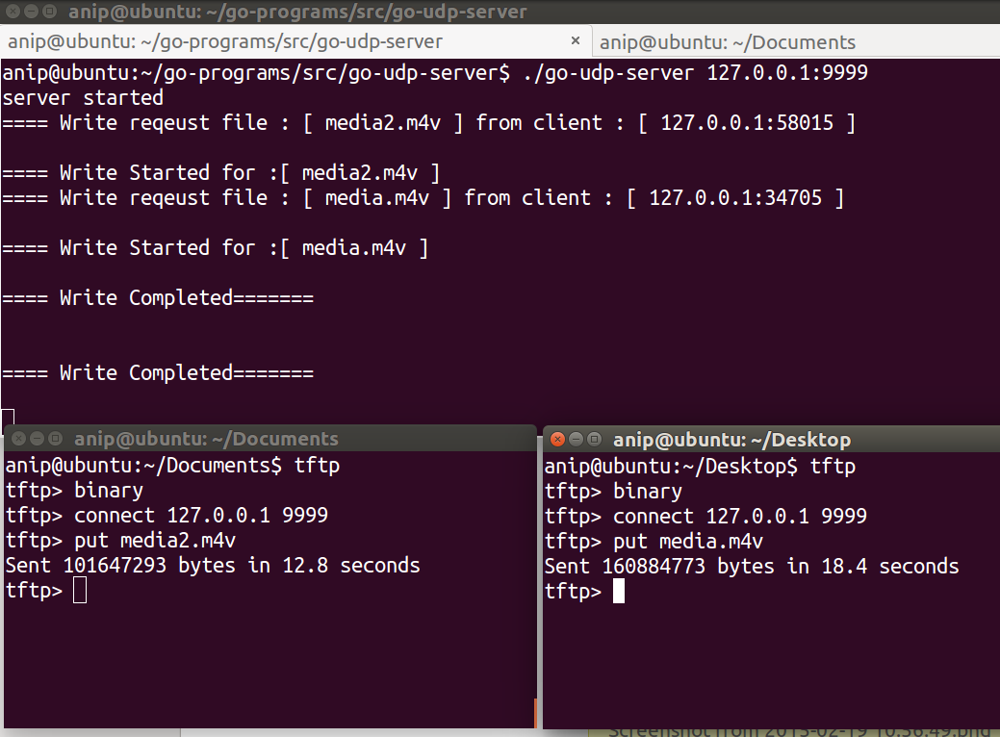 anip@ubuntu: ~/go-programs/src/go-udp-server
anip@ubuntu: ~/go-programs/src/go-udp-server × anip@ubuntu: ~/Documents
anip@ubuntu:~/go-programs/src/go-udp-server$ ./go-udp-server 127.0.0.1:9999
server started
==== Write reqeust file : [ media2.m4v ] from client : [ 127.0.0.1:58015 ]
==== Write Started for :[ media2.m4v ]
==== Write reqeust file : [ media.m4v ] from client : [ 127.0.0.1:34705 ]
==== Write Started for :[ media.m4v ]
==== Write Completed=======
==== Write Completed=======
anip@ubuntu: ~/Documents
anip@ubuntu:~/Documents$ tftp
tftp> binary
tftp> connect 127.0.0.1 9999
tftp> put media2.m4v
Sent 101647293 bytes in 12.8 seconds
tftp>
anip@ubuntu: ~/Desktop
anip@ubuntu:~/Desktop$ tftp
tftp> binary
tftp> connect 127.0.0.1 9999
tftp> put media.m4v
Sent 160884773 bytes in 18.4 seconds
tftp>
Screenshot from 2015-02-19 10:56:49.png